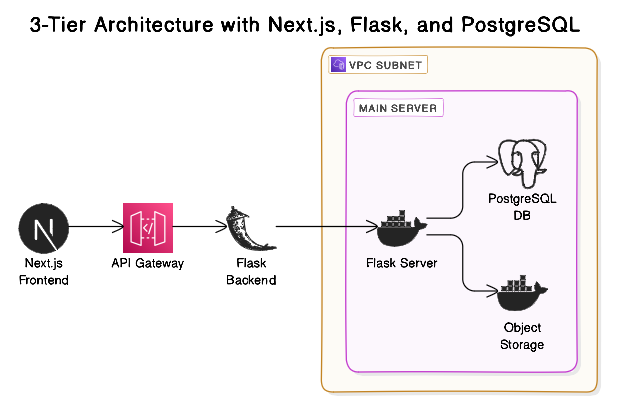 3-Tier Architecture with Next.js, Flask, and PostgreSQL
VPC SUBNET
MAIN SERVER
PostgreSQL
DB
Next.js
Frontend
API Gateway
Flask
Backend
Flask Server
Object
Storage